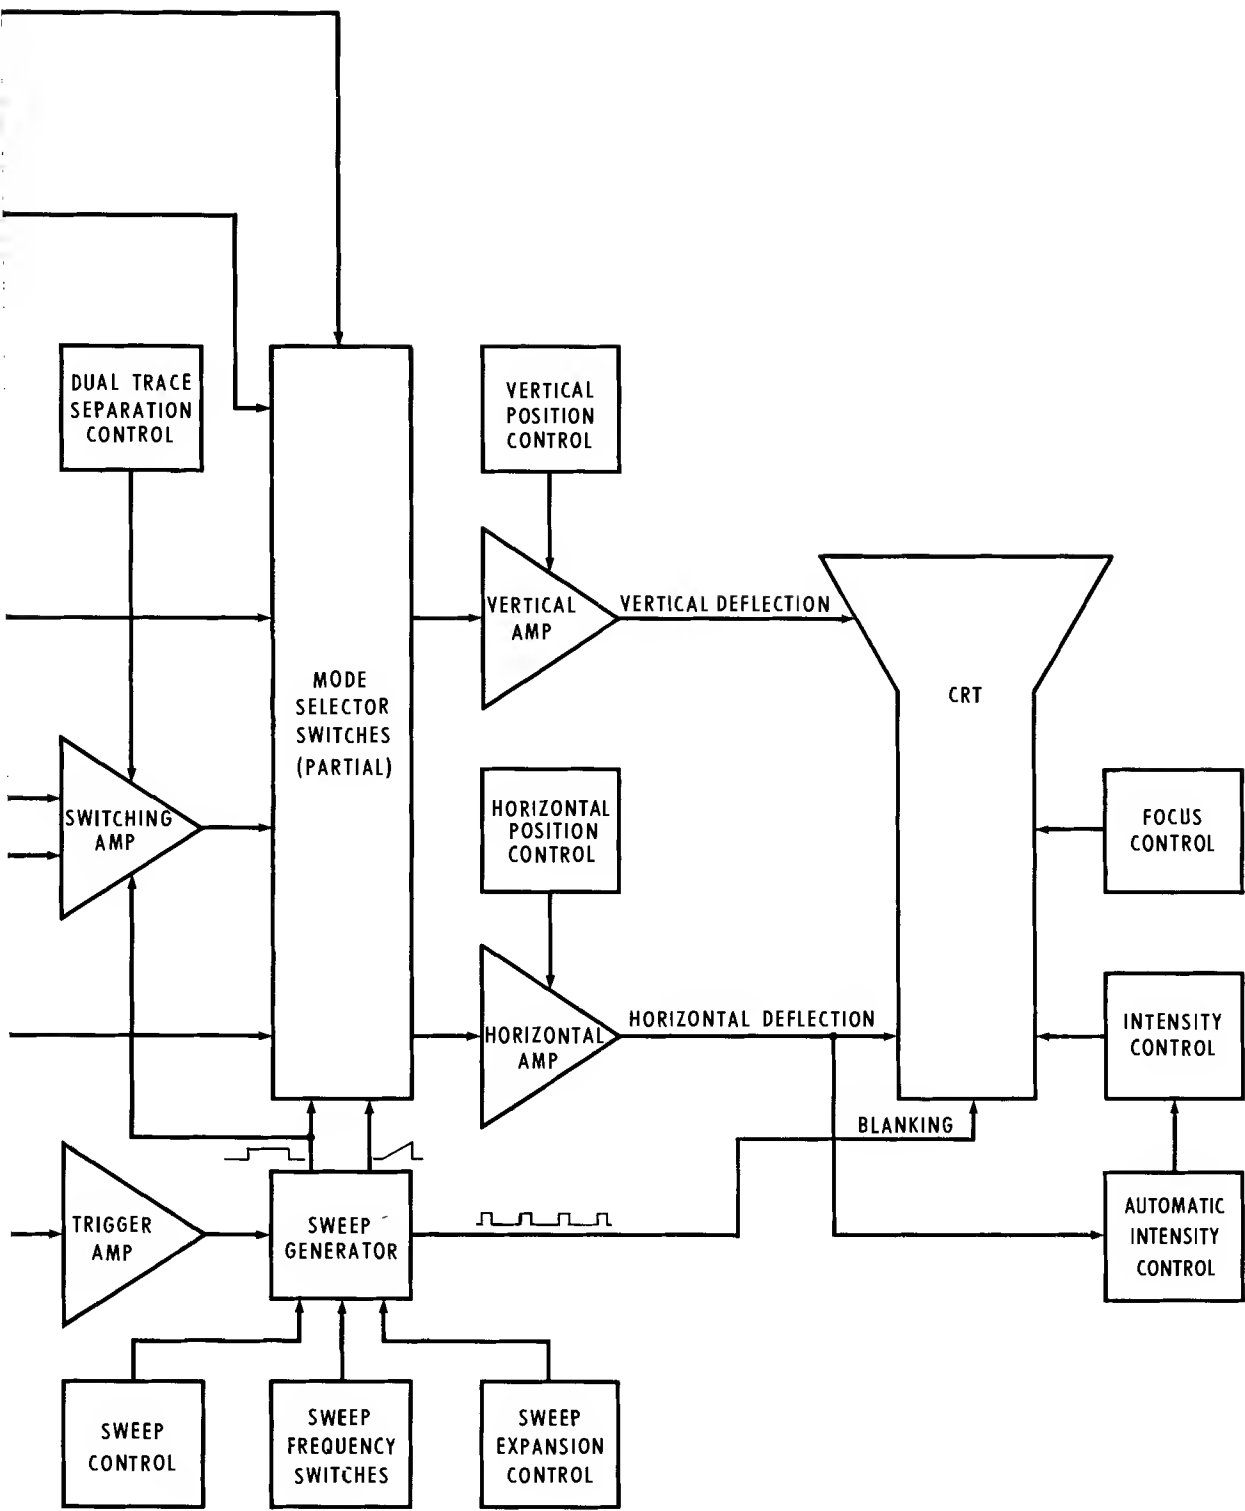 DUAL TRACE
SEPARATION
CONTROL
VERTICAL
POSITION
CONTROL
VERTICAL
AMP
VERTICAL DEFLECTION
MODE
SELECTOR
SWITCHES
(PARTIAL)
CRT
SWITCHING
AMP
HORIZONTAL
POSITION
CONTROL
FOCUS
CONTROL
HORIZONTAL
AMP
HORIZONTAL DEFLECTION
INTENSITY
CONTROL
BLANKING
TRIGGER
AMP
SWEEP
GENERATOR
AUTOMATIC
INTENSITY
CONTROL
SWEEP
CONTROL
SWEEP
FREQUENCY
SWITCHES
SWEEP
EXPANSION
CONTROL